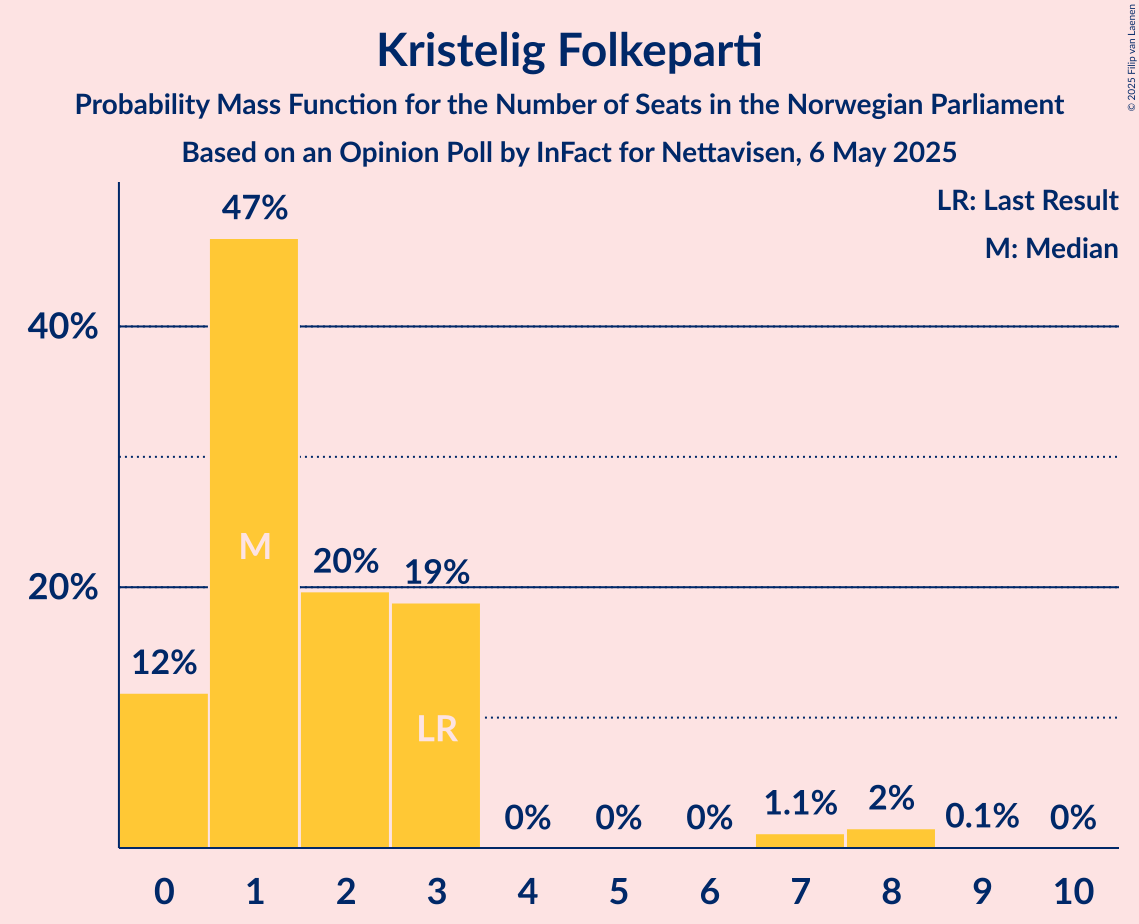 Kristelig Folkeparti
Probability Mass Function for the Number of Seats in the Norwegian Parliament
Based on an Opinion Poll by InFact for Nettavisen, 6 May 2025
© 2025 Filip van Laenen
LR: Last Result
M: Median
47%
40%
M
20%
19%
20%
12%
LR
0%
0%
0%
1.1%
2%
0.1%
0%
0 1 2 3 4 5 6 7 8 9 10